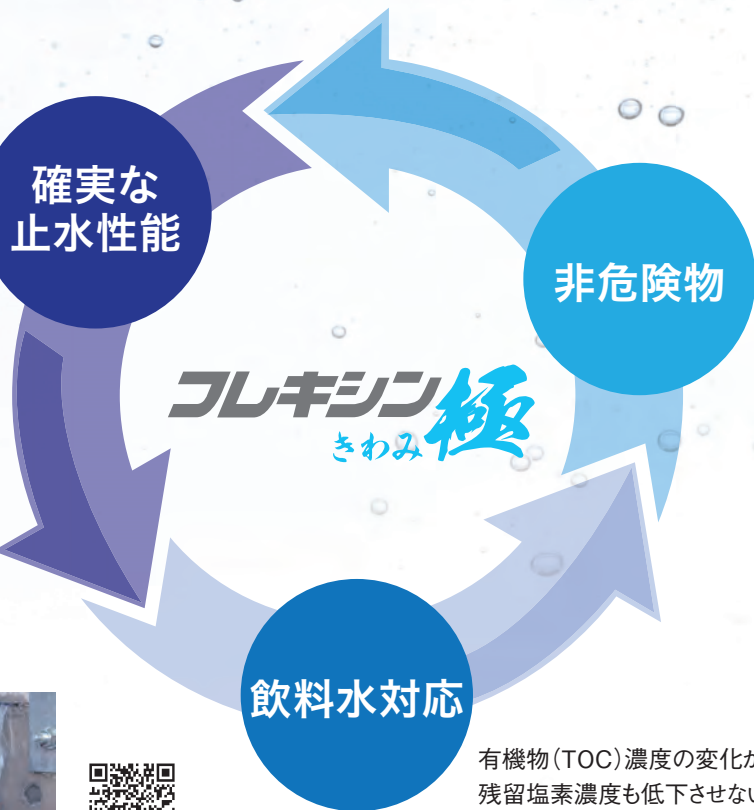 確実な
止水性能
非危険物
フレキシン極
きわみ
飲料水対応
有機物(TOC)濃度の変化が
残留塩素濃度も低下させない